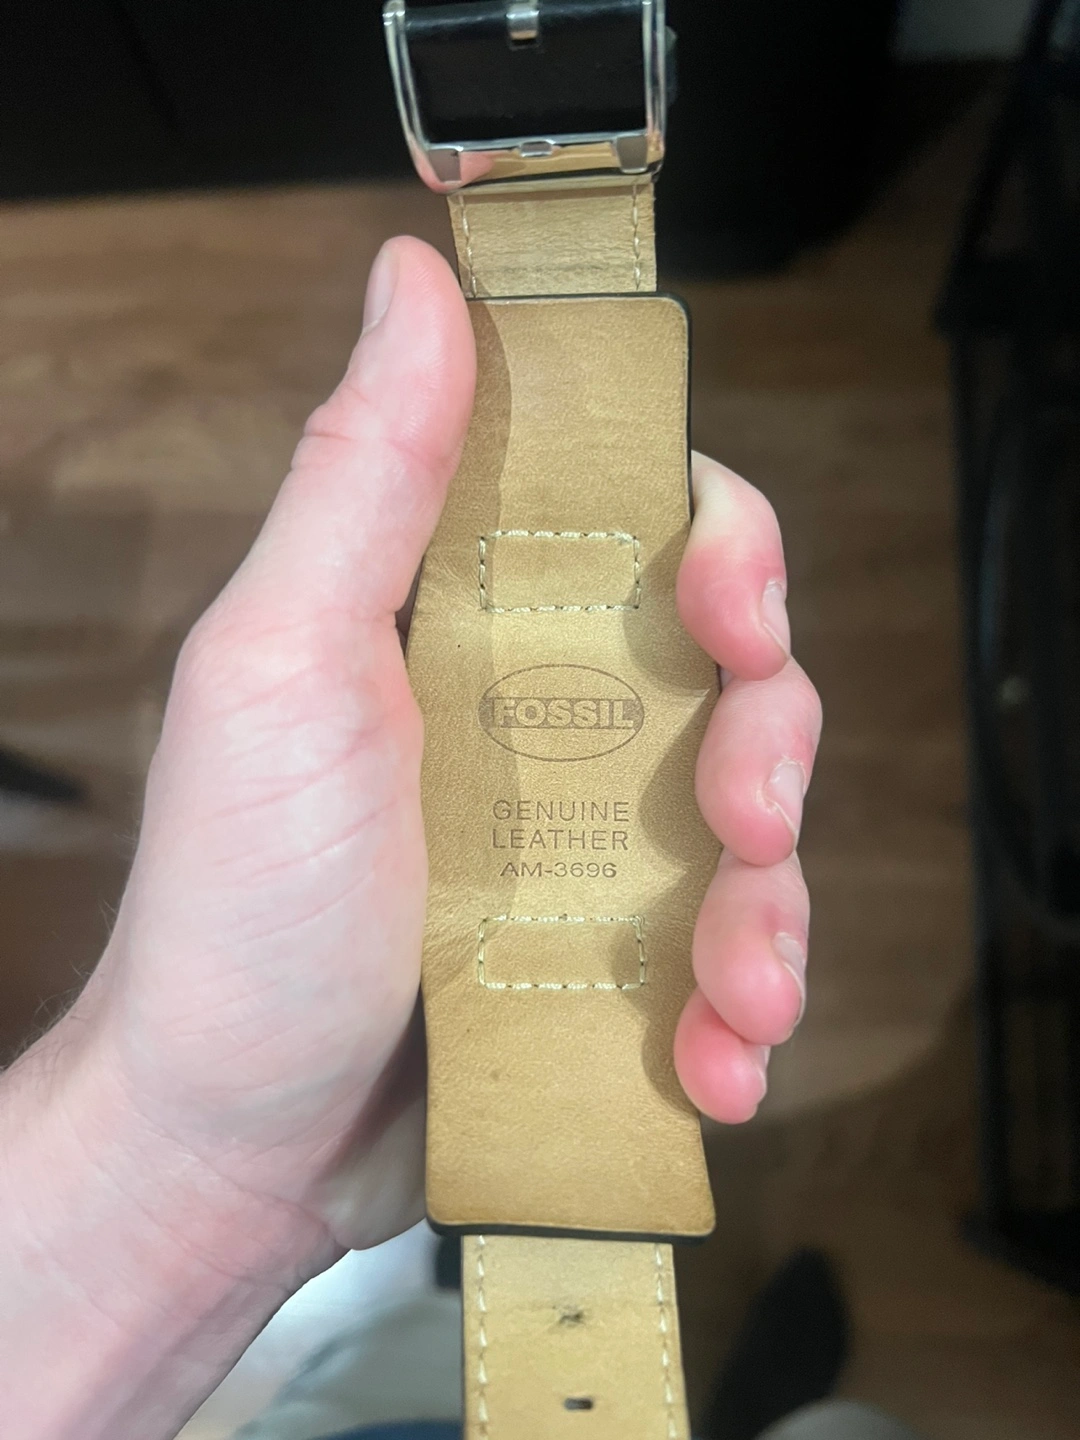 FOSSIL
GENUINE
LEATHER
AM-3696